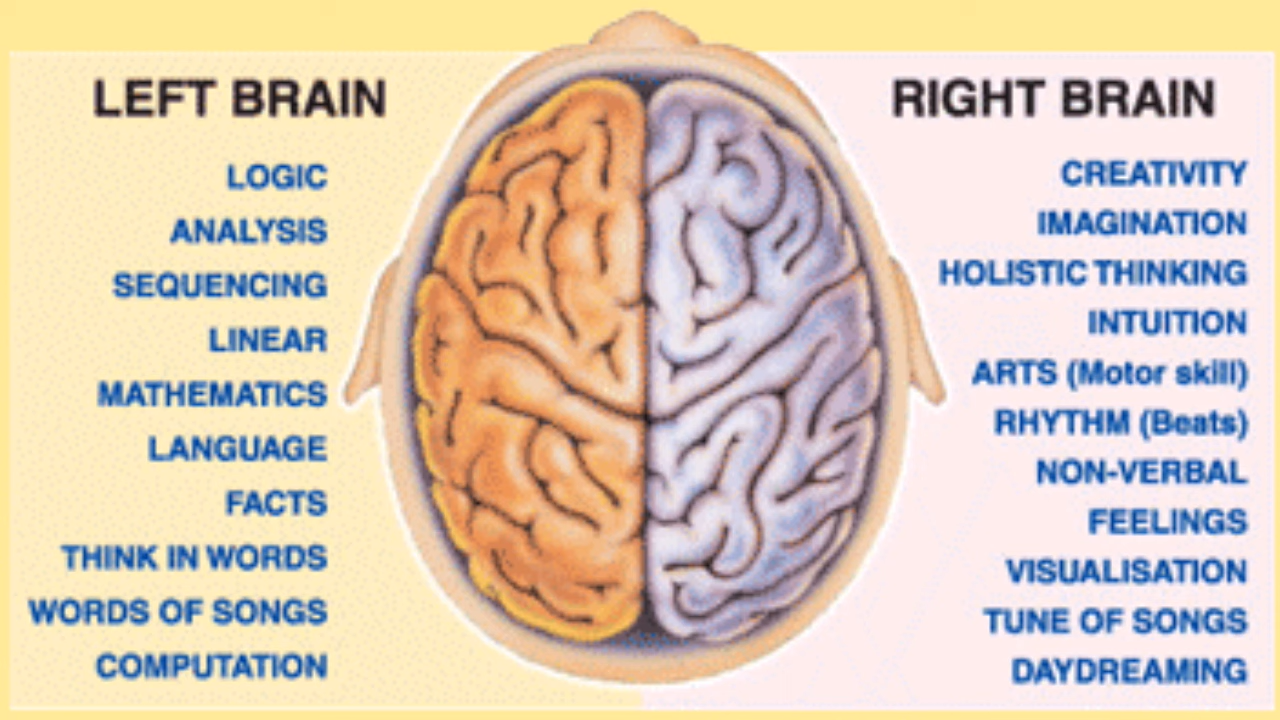 LEFT BRAIN
LOGIC
ANALYSIS
SEQUENCING
LINEAR
MATHEMATICS
LANGUAGE
FACTS
THINK IN WORDS
WORDS OF SONGS
COMPUTATION
RIGHT BRAIN
CREATIVITY
IMAGINATION
HOLISTIC THINKING
INTUITION
ARTS (Motor skill)
RHYTHM (Beats)
NON-VERBAL
FEELINGS
VISUALISATION
TUNE OF SONGS
DAYDREAMING